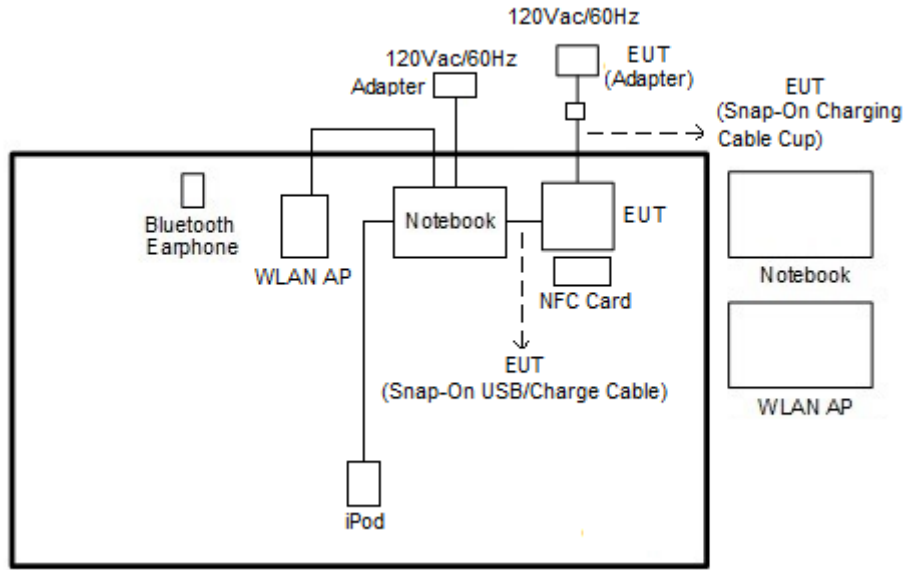 120Vac/60Hz
EUT
(Adapter)
120Vac/60Hz
Adapter
EUT
(Snap-On Charging
Cable Cup)
Bluetooth
Earphone
WLAN AP
Notebook
EUT
NFC Card
Notebook
EUT
(Snap-On USB/Charge Cable)
WLAN AP
iPod